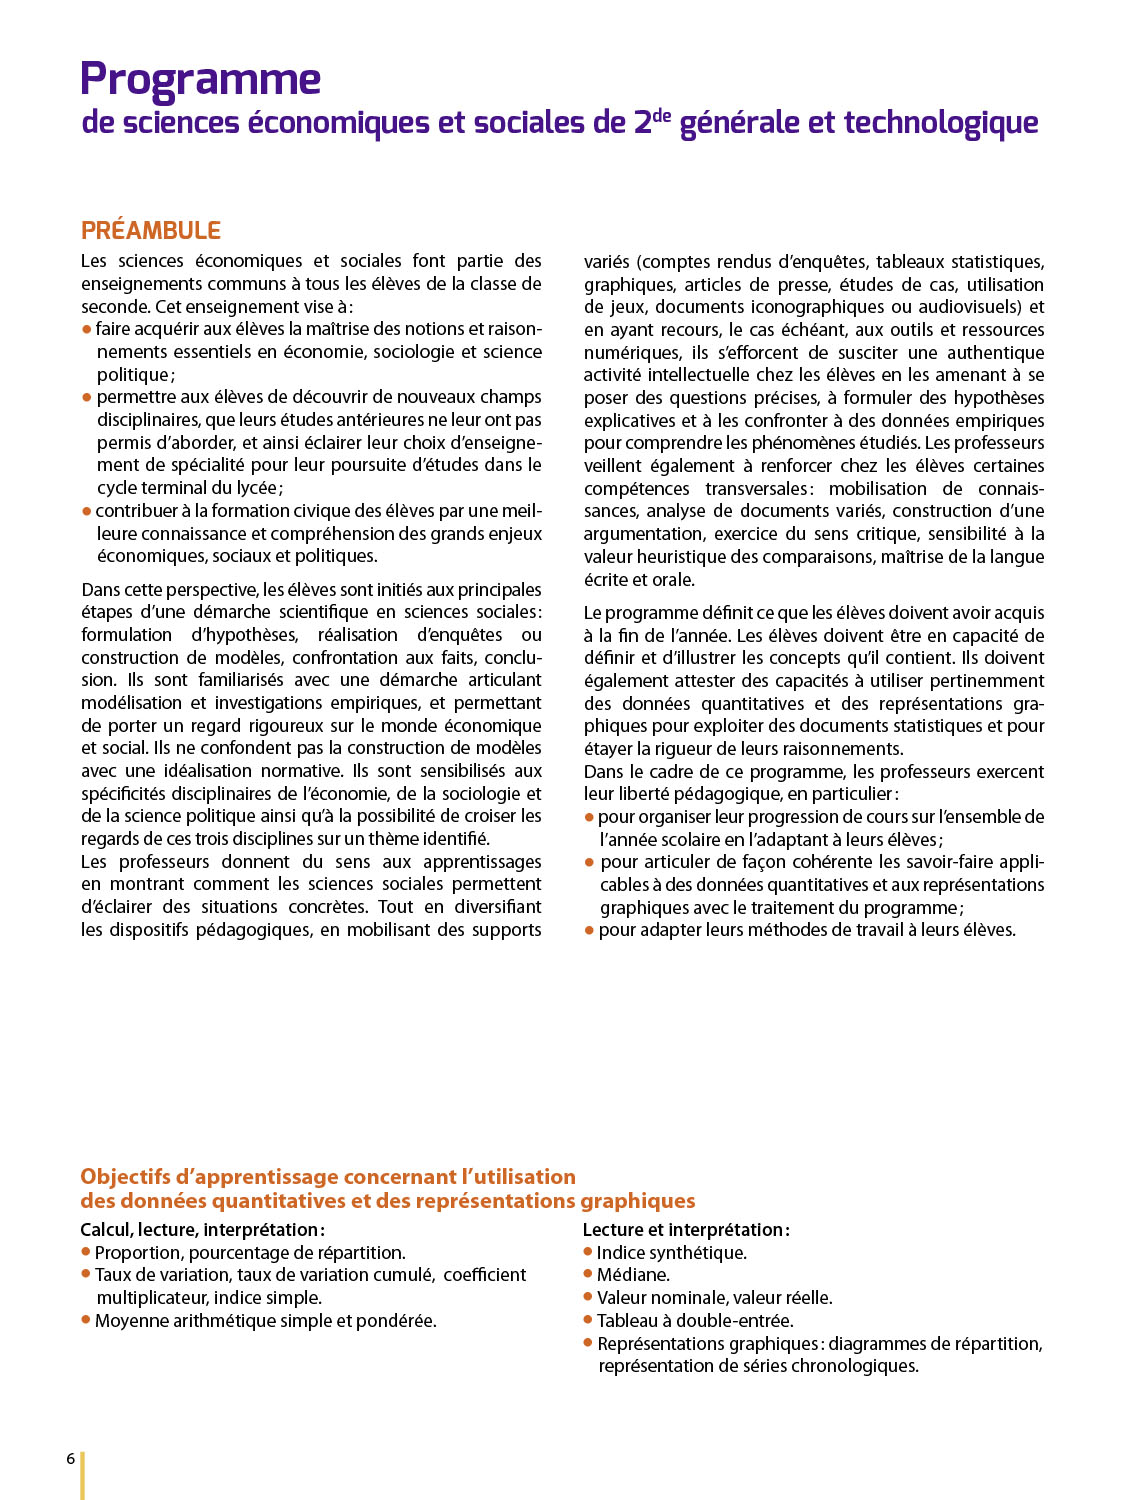 Programme
de sciences économiques et sociales de 2de générale et technologique
PRÉAMBULE
Les sciences économiques et sociales font partie des
enseignements communs à tous les élèves de la classe de
seconde. Cet enseignement vise à :
• faire acquérir aux élèves la maîtrise des notions et raison-
nements essentiels en économie, sociologie et science
politique ;
• permettre aux élèves de découvrir de nouveaux champs
disciplinaires, que leurs études antérieures ne leur ont pas
permis d’aborder, et ainsi éclairer leur choix d’enseigne-
ment de spécialité pour leur poursuite d’études dans le
cycle terminal du lycée ;
• contribuer à la formation civique des élèves par une meil-
leure connaissance et compréhension des grands enjeux
économiques, sociaux et politiques.
Dans cette perspective, les élèves sont initiés aux principales
étapes d’une démarche scientifique en sciences sociales :
formulation d’hypothèses, réalisation d’enquêtes ou
construction de modèles, confrontation aux faits, conclu-
sion. Ils sont familiarisés avec une démarche articulant
modélisation et investigations empiriques, et permettant
de porter un regard rigoureux sur le monde économique
et social. Ils ne confondent pas la construction de modèles
avec une idéalisation normative. Ils sont sensibilisés aux
spécificités disciplinaires de l’économie, de la sociologie et
de la science politique ainsi qu’à la possibilité de croiser les
regards de ces trois disciplines sur un thème identifié.
Les professeurs donnent du sens aux apprentissages
en montrant comment les sciences sociales permettent
d’éclairer des situations concrètes. Tout en diversifiant
les dispositifs pédagogiques, en mobilisant des supports
variés (comptes rendus d’enquêtes, tableaux statistiques,
graphiques, articles de presse, études de cas, utilisation
de jeux, documents iconographiques ou audiovisuels) et
en ayant recours, le cas échéant, aux outils et ressources
numériques, ils s’efforcent de susciter une authentique
activité intellectuelle chez les élèves en les amenant à se
poser des questions précises, à formuler des hypothèses
explicatives et à les confronter à des données empiriques
pour comprendre les phénomènes étudiés. Les professeurs
veillent également à renforcer chez les élèves certaines
compétences transversales : mobilisation de connais-
sances, analyse de documents variés, construction d’une
argumentation, exercice du sens critique, sensibilité à la
valeur heuristique des comparaisons, maîtrise de la langue
écrite et orale.
Le programme définit ce que les élèves doivent avoir acquis
à la fin de l’année. Les élèves doivent être en capacité de
définir et d’illustrer les concepts qu’il contient. Ils doivent
également attester des capacités à utiliser pertinemment
des données quantitatives et des représentations gra-
phiques pour exploiter des documents statistiques et pour
étayer la rigueur de leurs raisonnements.
Dans le cadre de ce programme, les professeurs exercent
leur liberté pédagogique, en particulier :
• pour organiser leur progression de cours sur l’ensemble de
l’année scolaire en l’adaptant à leurs élèves ;
• pour articuler de façon cohérente les savoir-faire appli-
cables à des données quantitatives et aux représentations
graphiques avec le traitement du programme ;
• pour adapter leurs méthodes de travail à leurs élèves.
Objectifs d’apprentissage concernant l’utilisation
des données quantitatives et des représentations graphiques
Calcul, lecture, interprétation :
• Proportion, pourcentage de répartition.
• Taux de variation, taux de variation cumulé, coefficient
multiplicateur, indice simple.
• Moyenne arithmétique simple et pondérée.
Lecture et interprétation :
• Indice synthétique.
• Médiane.
• Valeur nominale, valeur réelle.
• Tableau à double-entrée.
• Représentations graphiques : diagrammes de répartition,
représentation de séries chronologiques.
6